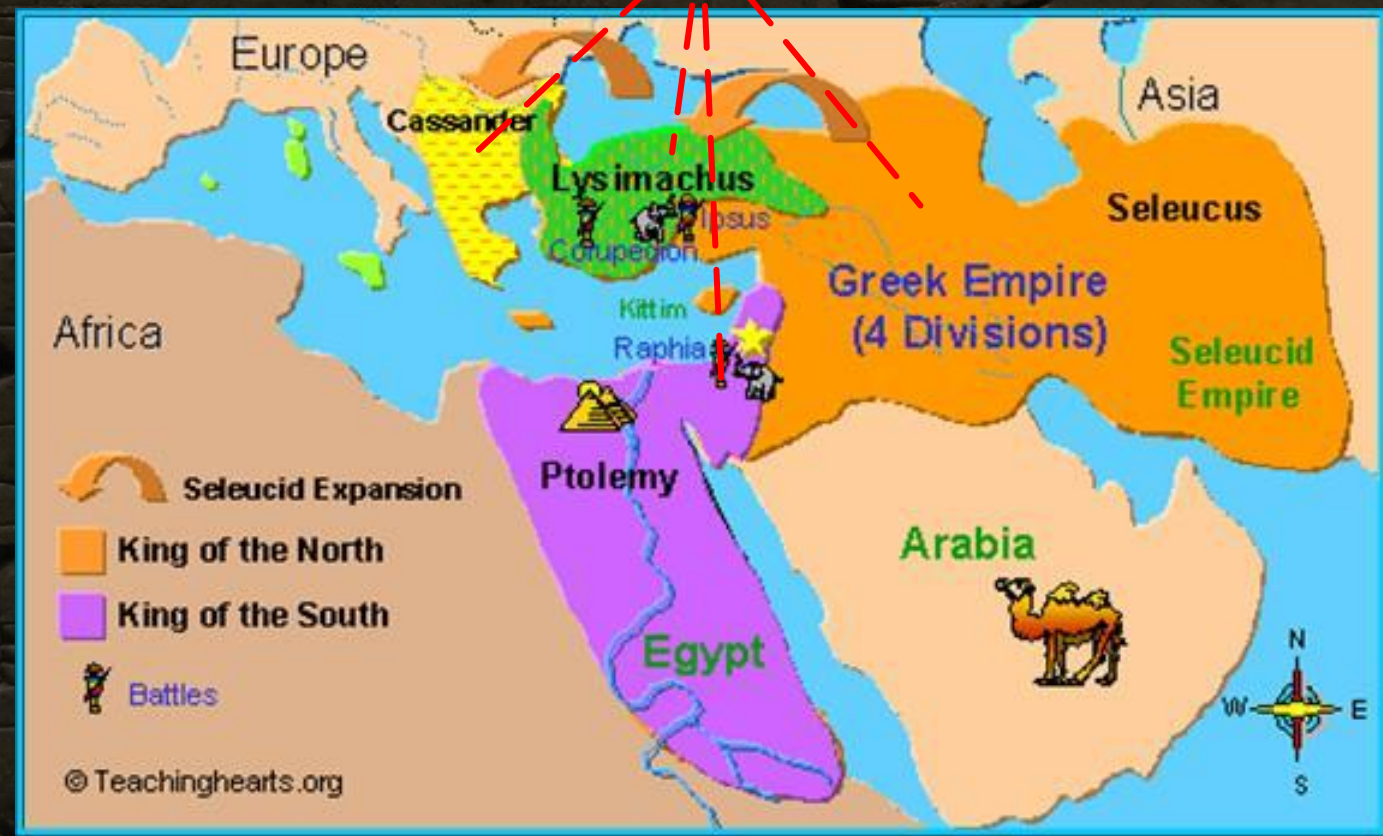 Europe
Asia
Cassander
Lysimachus
Seleucus
Ipsus
Corupedion
Greek Empire
(4 Divisions)
Kittim
Africa
Raphia
Seleucid
Empire
Ptolemy
Seleucid Expansion
King of the North
Arabia
King of the South
Egypt
Battles
N
W
E
S
© Teachinghearts.org